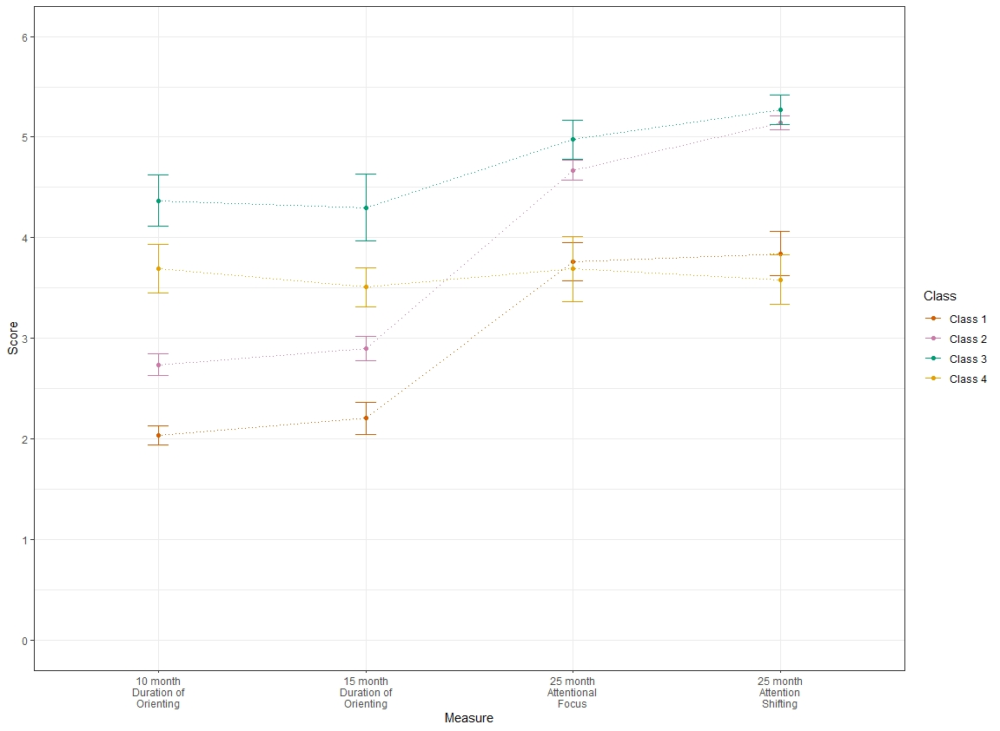 6
5
4
3
2
1
0
Score
10 month
Duration of
Orienting
15 month
Duration of
Orienting
25 month
Attentional
Focus
25 month
Attention
Shifting
Measure
Class
Class 1
Class 2
Class 3
Class 4